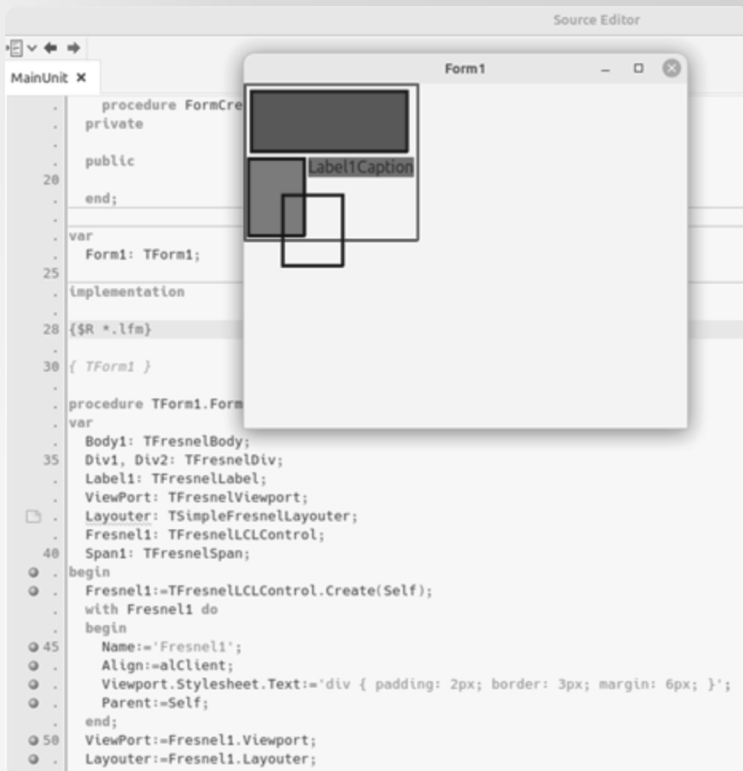 Source Editor
MainUnit
Form1
procedure FormCre
private
public
20
end;
var
Form1: TForm1;
25
implementation
28 {$R *.lfm}
30 { TForm1 }
procedure TForm1.Form
var
Body1: TFresnelBody;
35 Div1, Div2: TFresnelDiv;
Label1: TFresnelLabel;
ViewPort: TFresnelViewport;
Layouter: TSimpleFresnelLayouter;
Fresnel1: TFresnelLCLControl;
40 Span1: TFresnelSpan;
begin
Fresnel1:=TFresnelLCLControl.Create(Self);
with Fresnel1 do
begin
45 Name:='Fresnel1';
Align:=alClient;
Viewport.Stylesheet.Text:='div { padding: 2px; border: 3px; margin: 6px; }';
Parent:=Self;
end;
50 ViewPort:=Fresnel1.Viewport;
Layouter:=Fresnel1.Layouter;
Label1Caption